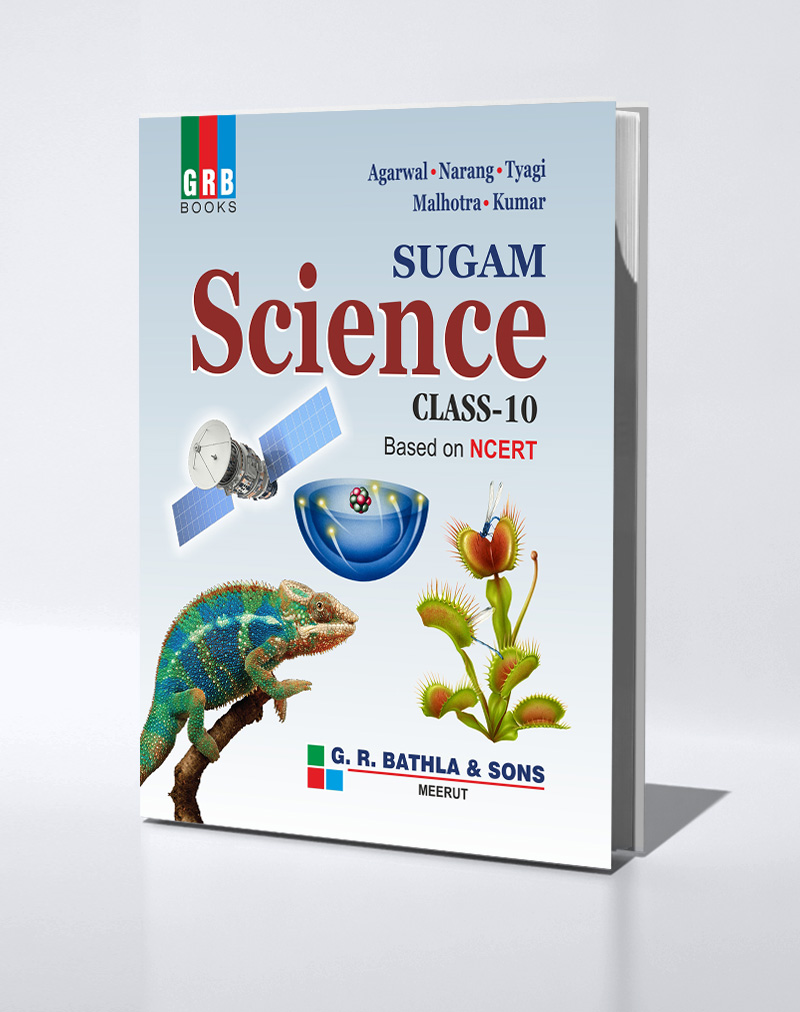 GRB
BOOKS
Agarwal • Narang • Tyagi
Malhotra • Kumar
SUGAM
Science
CLASS-10
Based on NCERT
G. R. BATHLA & SONS
MEERUT